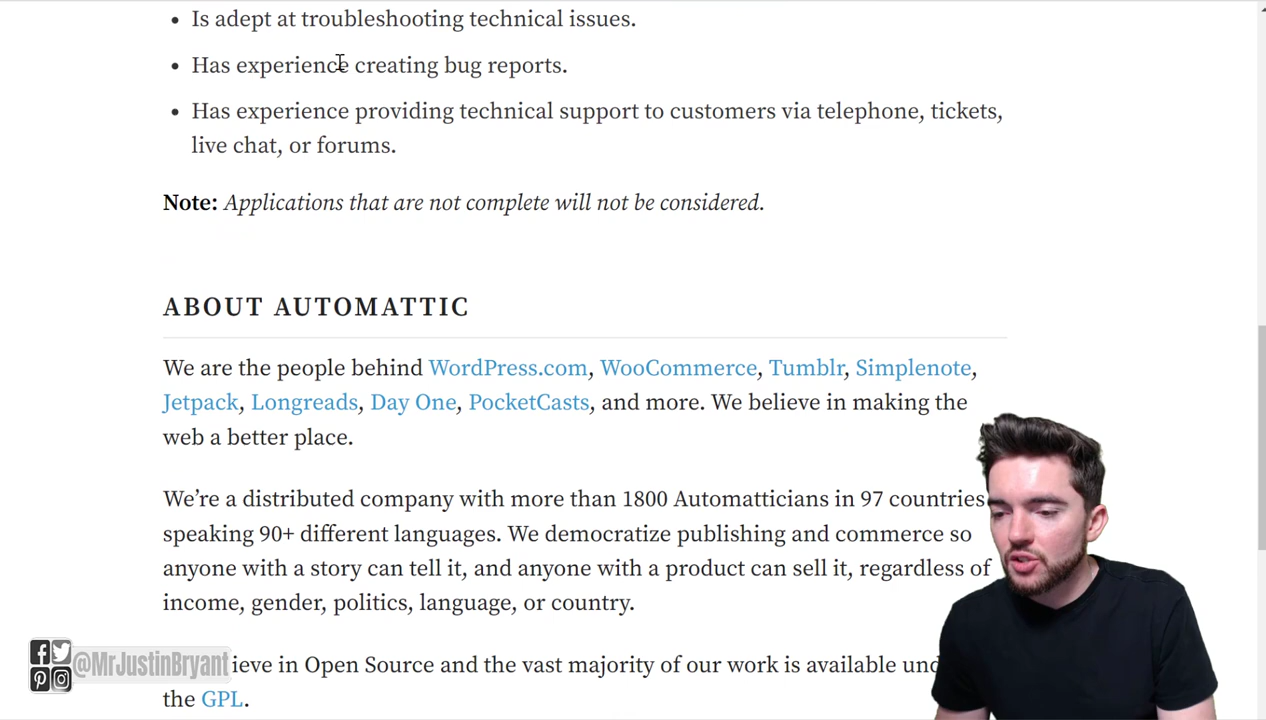 • Is adept at troubleshooting technical issues.
• Has experience creating bug reports.
• Has experience providing technical support to customers via telephone, tickets,
live chat, or forums.
Note: Applications that are not complete will not be considered.
ABOUT AUTOMATTIC
We are the people behind WordPress.com, WooCommerce, Tumblr, Simplenote,
Jetpack, Longreads, Day One, PocketCasts, and more. We believe in making the
web a better place.
We’re a distributed company with more than 1800 Automatticians in 97 countries
speaking 90+ different languages. We democratize publishing and commerce so
anyone with a story can tell it, and anyone with a product can sell it, regardless of
income, gender, politics, language, or country.
@MrJustinBryant
ieve in Open Source and the vast majority of our work is available un
the GPL.